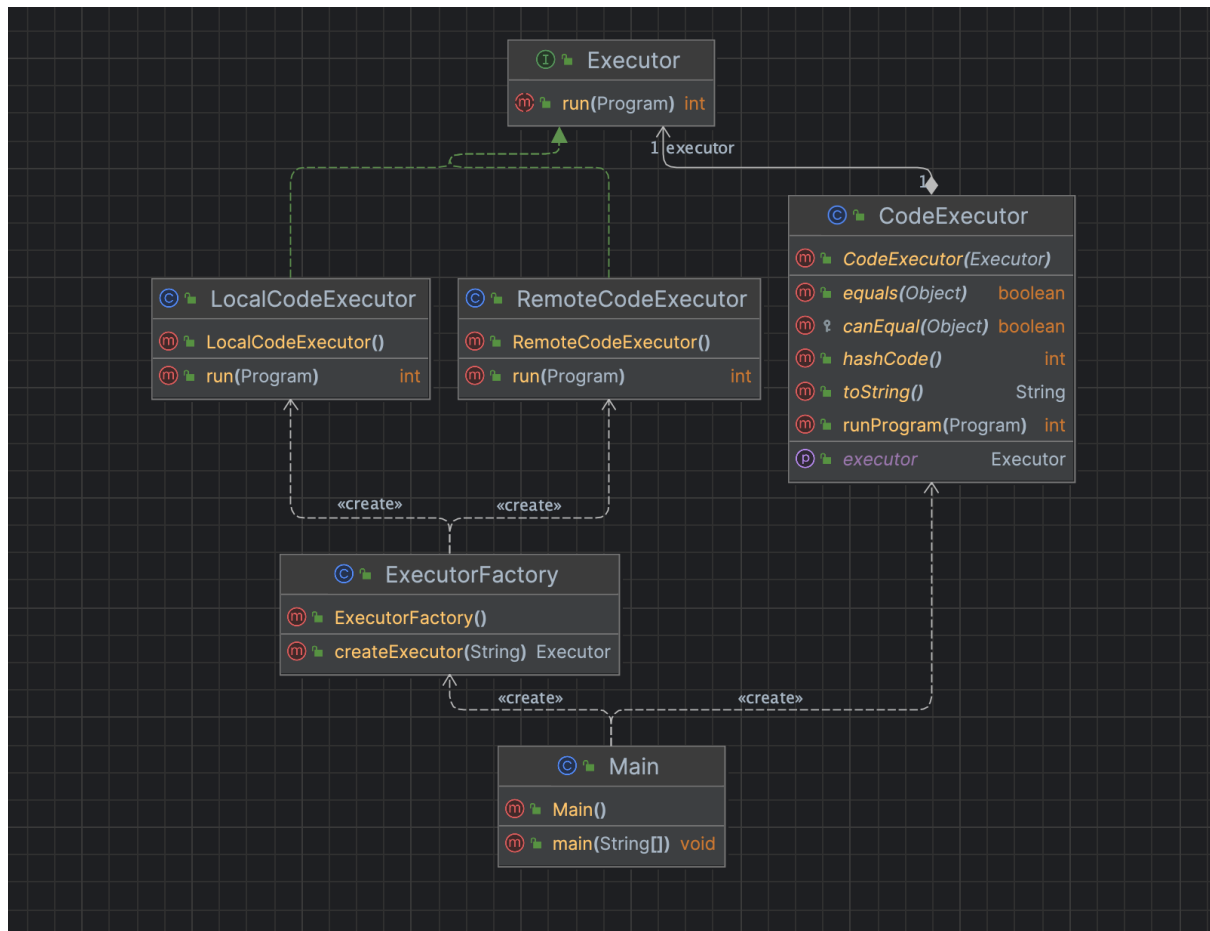 Executor
run(Program) int
1 executor
1
CodeExecutor
CodeExecutor(Executor)
equals(Object) boolean
canEqual(Object) boolean
hashCode() int
toString() String
runProgram(Program) int
executor Executor
LocalCodeExecutor
LocalCodeExecutor()
run(Program) int
RemoteCodeExecutor
RemoteCodeExecutor()
run(Program) int
«create»
«create»
ExecutorFactory
ExecutorFactory()
createExecutor(String) Executor
«create»
«create»
Main
Main()
main(String[]) void